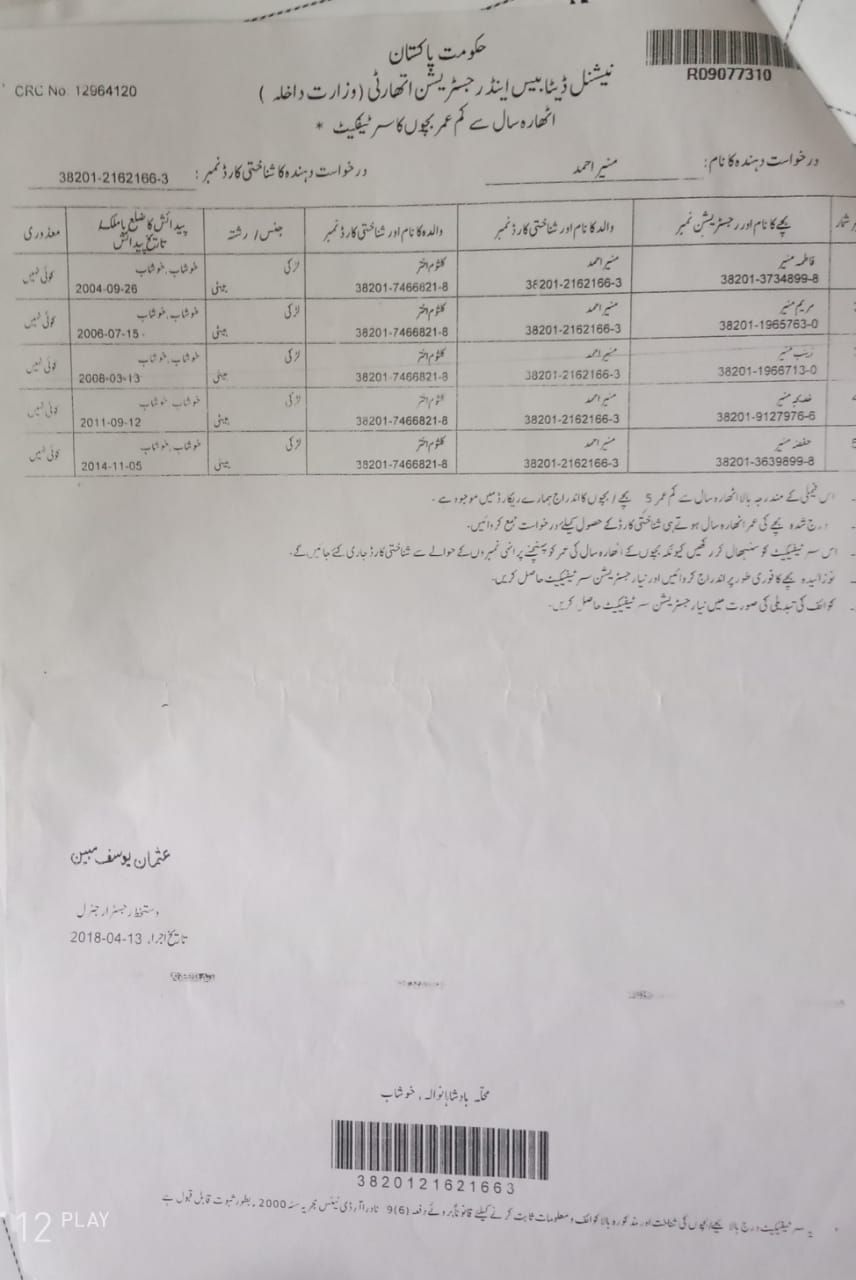 حکومت پاکستان
R09077310
نیشنل ڈیٹا بیس اینڈ رجسٹریشن اتھارٹی (وزارت داخلہ)
CRC No. 12964120
اٹھارہ سال سے کم عمر بچوں کا سرٹیفکیٹ *
درخواست دہندہ کا نام: منیر احمد درخواست دہندہ کا شناختی کارڈ نمبر: 38201-2162166-3
شمار بچے کا نام اور رجسٹریشن نمبر والد کا نام اور شناختی کارڈ نمبر والدہ کا نام اور شناختی کارڈ نمبر جنس / رشتہ پیدائش کا ضلع یا ملک معذوری
تاریخ پیدائش
فاطمہ منیر منیر احمد کلثوم اختر لڑکی خوشاب, خوشاب کوئی نہیں
38201-3734899-8 38201-2162166-3 38201-7466821-8 بیٹی 2004-09-26
مریم منیر منیر احمد کلثوم اختر لڑکی خوشاب, خوشاب کوئی نہیں
38201-1965763-0 38201-2162166-3 38201-7466821-8 بیٹی 2006-07-15
زینب منیر منیر احمد کلثوم اختر لڑکی خوشاب, خوشاب کوئی نہیں
38201-1966713-0 38201-2162166-3 38201-7466821-8 بیٹی 2008-03-13
4 خدیجہ منیر منیر احمد کلثوم اختر لڑکی خوشاب, خوشاب کوئی نہیں
38201-9127976-6 38201-2162166-3 38201-7466821-8 بیٹی 2011-09-12
5 حفصہ منیر منیر احمد کلثوم اختر لڑکی خوشاب, خوشاب کوئی نہیں
38201-3639899-8 38201-2162166-3 38201-7466821-8 بیٹی 2014-11-05
اس فیملی کے مندرجہ بالا اٹھارہ سال سے کم عمر 5 بچے / بچوں کا اندراج ہمارے ریکارڈ میں موجود ہے۔
درج شدہ بچے کی عمر اٹھارہ سال ہوتے ہی شناختی کارڈ کے حصول کیلئے درخواست جمع کروائیں۔
اس سرٹیفیکیٹ کو سنبھال کر رکھیں کیونکہ بچوں کے اٹھارہ سال کی عمر کو پہنچنے پر انہی نمبروں کے حوالے سے شناختی کارڈ جاری کئے جائیں گے۔
نوزائیدہ بچے کا فوری طور پر اندراج کروائیں اور نیا رجسٹریشن سرٹیفیکیٹ حاصل کریں۔
کوائف کی تبدیلی کی صورت میں نیا رجسٹریشن سرٹیفیکیٹ حاصل کریں۔
عثمان یوسف مبین
دستخط رجسٹرار جنرل
تاریخ اجراء 2018-04-13
محلہ بادشاہانوالہ، خوشاب
3820121621663
* یہ سرٹیفیکیٹ درج بالا بچے/بچوں کی شناخت اور مذکورہ بالا کوائف و معلومات ثابت کرنے کیلئے قانوناً بروئے دفعہ (6)9 نادرا آرڈیننس مجریہ سنہ 2000، بطور ثبوت قابل قبول ہے
12 PLAY